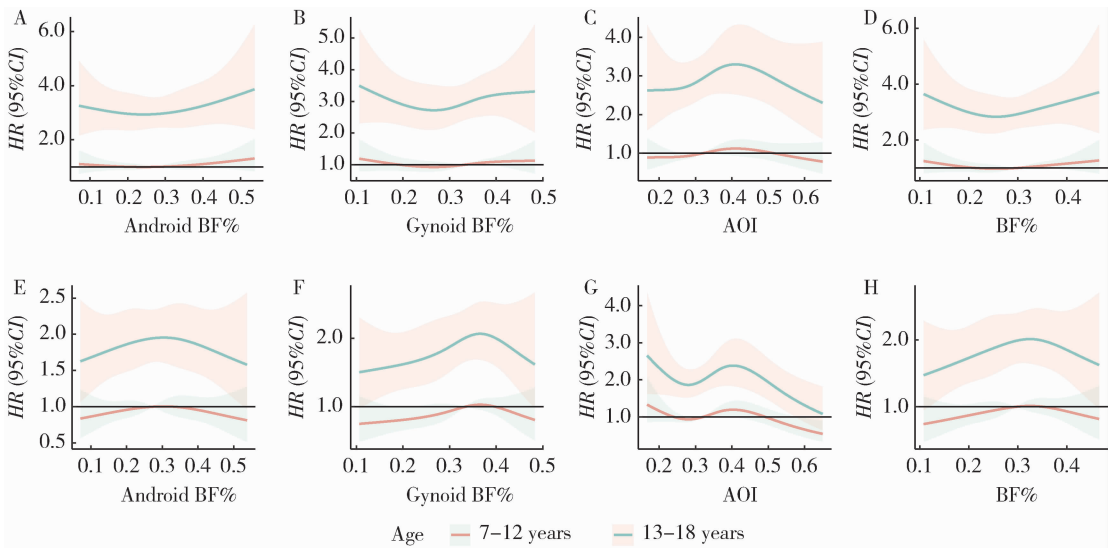 A
HR (95%CI)
6.0
4.0
2.0
0.1 0.2 0.3 0.4 0.5
Android BF%
B
HR (95%CI)
5.0
4.0
3.0
2.0
1.0
0.1 0.2 0.3 0.4 0.5
Gynoid BF%
C
HR (95%CI)
4.0
3.0
2.0
1.0
0.2 0.3 0.4 0.5 0.6
AOI
D
HR (95%CI)
6.0
4.0
2.0
0.1 0.2 0.3 0.4
BF%
E
HR (95%CI)
2.5
2.0
1.5
1.0
0.5
0.1 0.2 0.3 0.4 0.5
Android BF%
F
HR (95%CI)
2.0
1.0
0.1 0.2 0.3 0.4 0.5
Gynoid BF%
G
HR (95%CI)
4.0
3.0
2.0
1.0
0.2 0.3 0.4 0.5 0.6
AOI
H
HR (95%CI)
2.0
1.0
0.1 0.2 0.3 0.4
BF%
Age 7–12 years 13–18 years